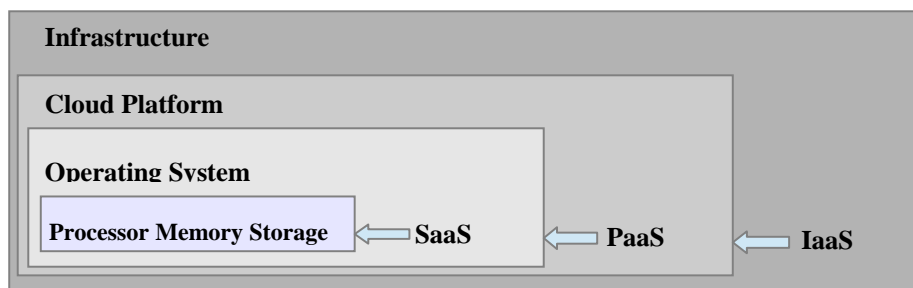 Infrastructure
Cloud Platform
Operating System
Processor Memory Storage
SaaS
PaaS
IaaS